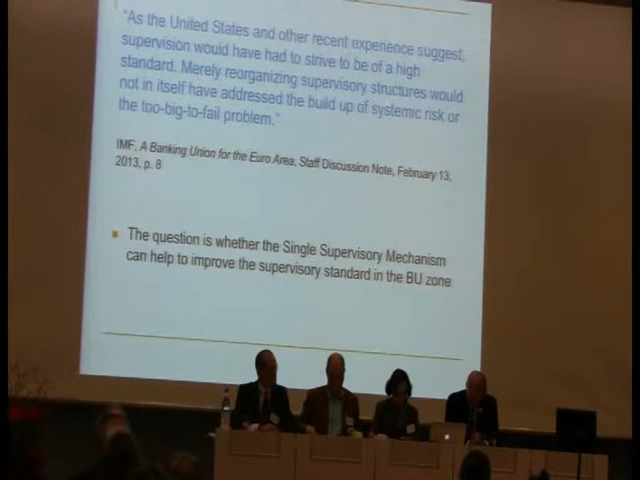 "As the United States and other recent experience suggest,
supervision would have had to strive to be of a high
standard. Merely reorganizing supervisory structures would
not in itself have addressed the build up of systemic risk or
the too-big-to-fail problem."
IMF, A Banking Union for the Euro Area, Staff Discussion Note, February 13,
2013, p. 8
The question is whether the Single Supervisory Mechanism
can help to improve the supervisory standard in the BU zone